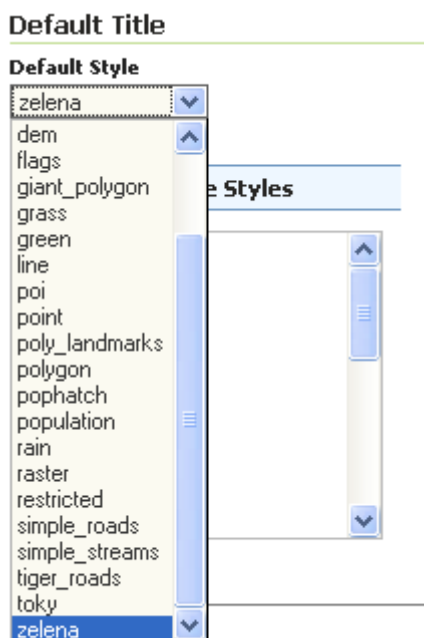 Default Title
Default Style
zelena
dem
flags
giant_polygon
Styles
grass
green
line
poi
point
poly_landmarks
polygon
pophatch
population
rain
raster
restricted
simple_roads
simple_streams
tiger_roads
toky
zelena